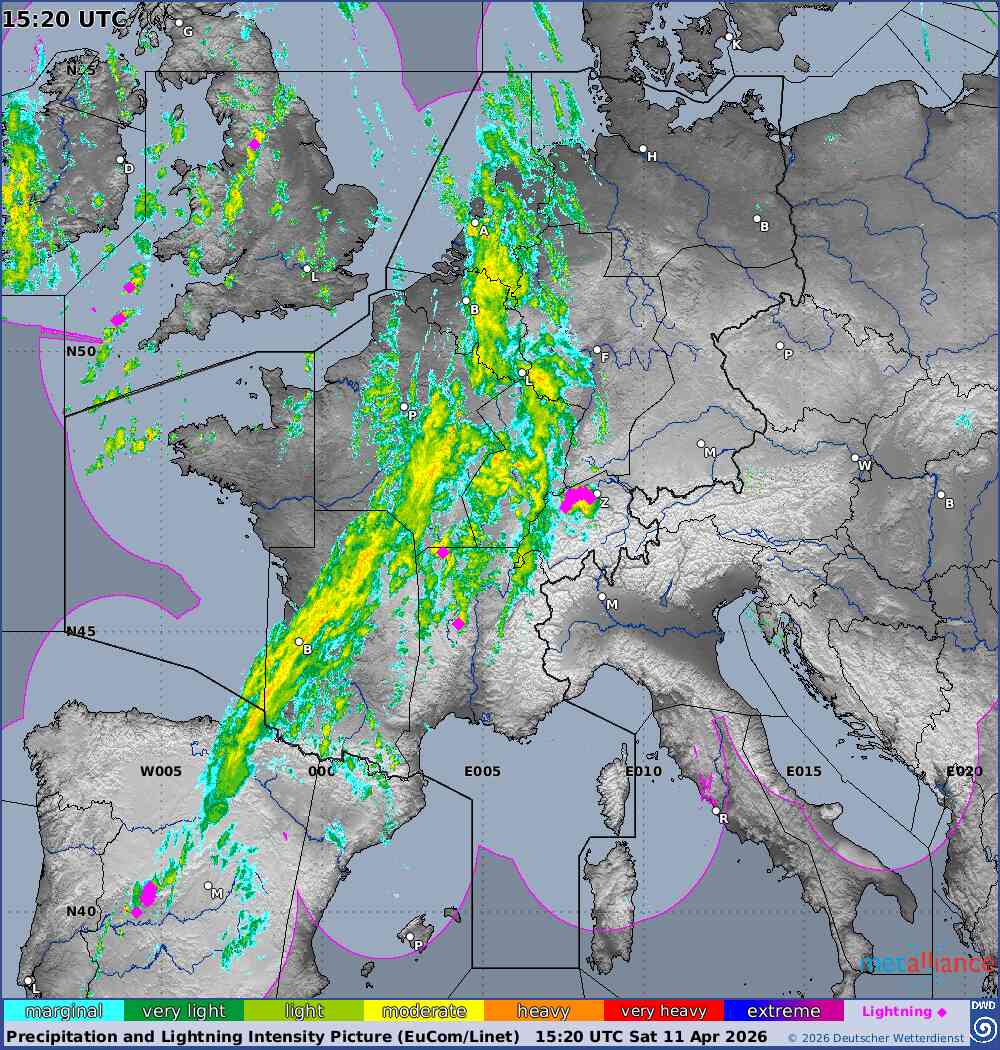 15:20 UTC
G
K
N55
H
D
B
A
L
B
N50
F
P
L
P
M
W
B
Z
M
N45
B
W005
000
E005
E010
E015
E020
R
M
N40
P
L
metalliance
marginal very light light moderate heavy very heavy extreme Lightning
DWD
Precipitation and Lightning Intensity Picture (EuCom/Linet) 15:20 UTC Sat 11 Apr 2026 © 2026 Deutscher Wetterdienst